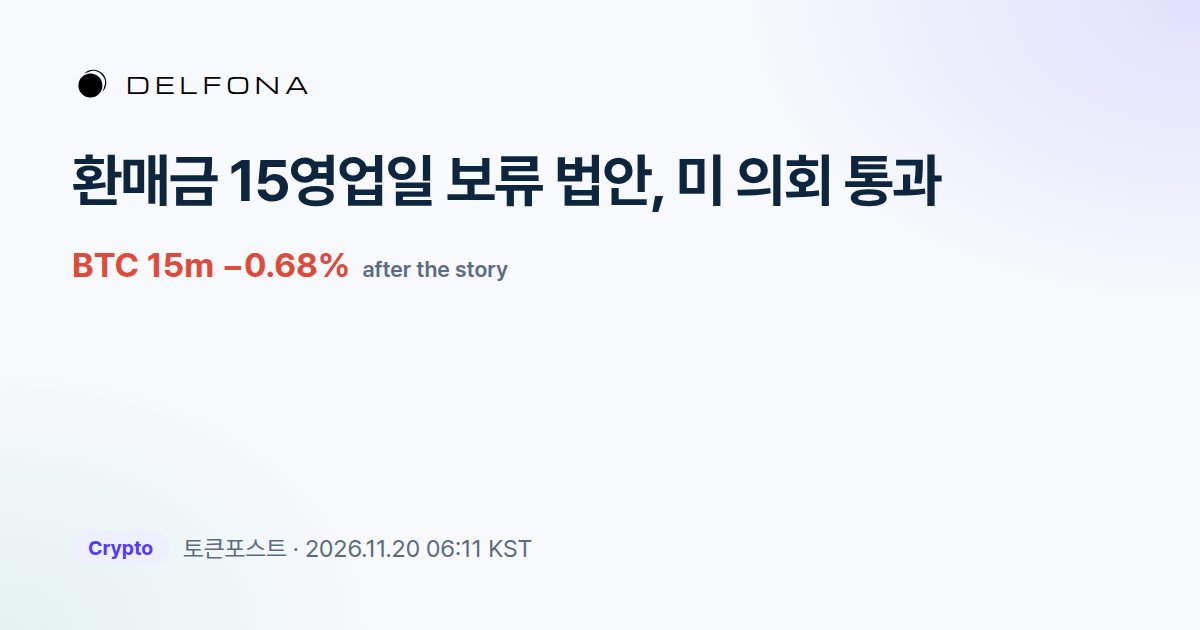 DELFONA
환매금 15영업일 보류 법안, 미 의회 통과
BTC 15m −0.68% after the story
Crypto 토큰포스트 · 2026.11.20 06:11 KST